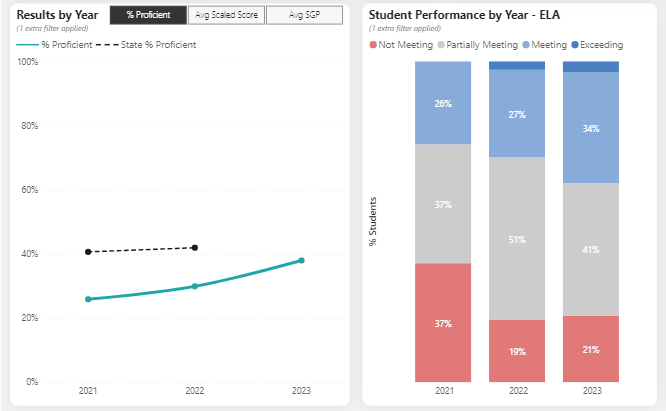 Results by Year
% Proficient
Avg Scaled Score
Avg SGP
(1 extra filter applied)
% Proficient
State % Proficient
100%
80%
60%
40%
20%
0%
2021
2022
2023
Student Performance by Year - ELA
(1 extra filter applied)
Not Meeting
Partially Meeting
Meeting
Exceeding
% Students
26%
37%
37%
27%
51%
19%
34%
41%
21%
2021
2022
2023